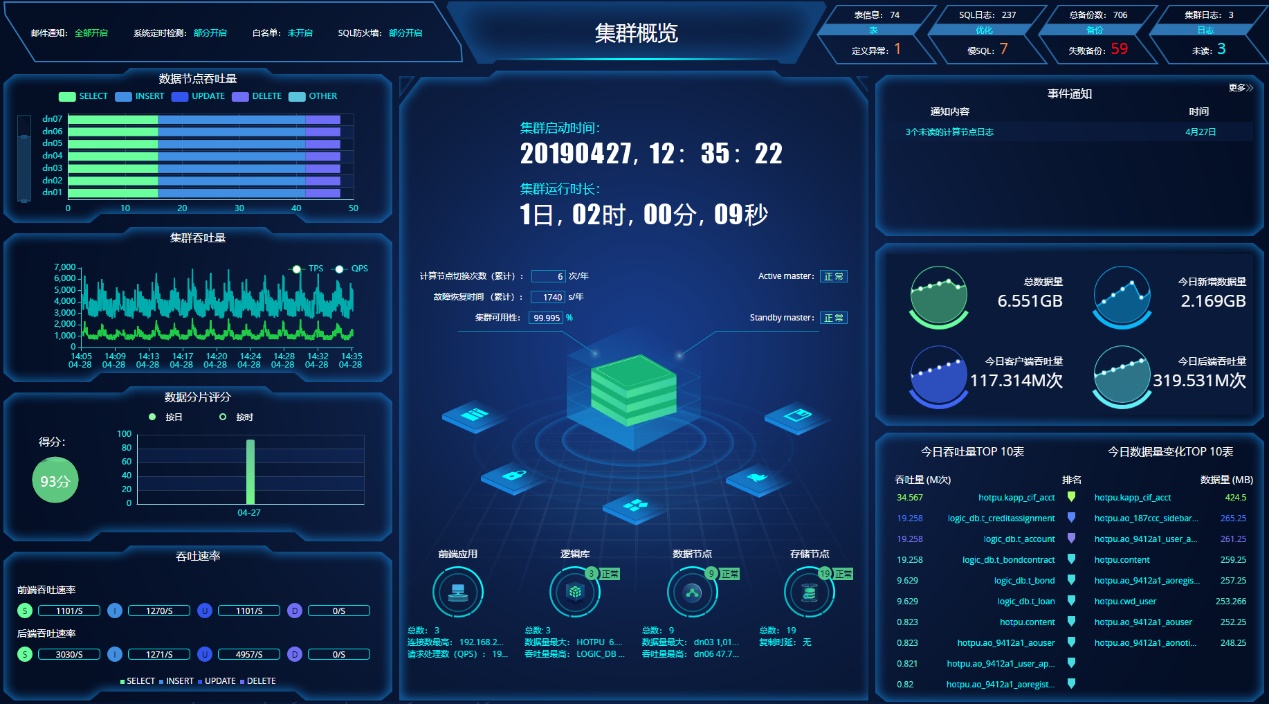 邮件通知: 全部开启 系统定时检测: 部分开启 白名单: 未开启 SQL防火墙: 部分开启
集群概览
表信息: 74 SQL日志: 237 总备份数: 706 集群日志: 3
表 优化 备份 日志
定义异常: 1 慢SQL: 7 失败备份: 59 未读: 3
数据节点吞吐量
SELECT INSERT UPDATE DELETE OTHER
dn07
dn06
dn05
dn04
dn03
dn02
dn01
0 10 20 30 40 50
集群吞吐量
TPS QPS
7,000
6,000
5,000
4,000
3,000
2,000
1,000
0
14:05 14:09 14:13 14:17 14:20 14:24 14:28 14:32 14:35
04-28 04-28 04-28 04-28 04-28 04-28 04-28 04-28 04-28
数据分片评分
按日 按时
得分:
93分
100
80
60
40
20
0
04-27
吞吐速率
前端吞吐速率
S 1101/S I 1270/S U 1101/S D 0/S
后端吞吐速率
S 3030/S I 1271/S U 4957/S D 0/S
SELECT INSERT UPDATE DELETE
集群启动时间:
20190427, 12: 35: 22
集群运行时长:
1日, 02时, 00分, 09秒
计算节点切换次数（累计）: 6 次/年
故障恢复时间（累计）: 1740 s/年
集群可用性: 99.995 %
Active master: 正常
Standby master: 正常
前端应用 逻辑库 数据节点 存储节点
3 正常 9 正常 19 正常
总数: 3 总数: 3 总数: 9 总数: 19
连接数最高: 192.168.2... 数据量最大: HOTPU 6.... 数据量最大: dn03 1,01... 复制时延: 无
请求处理数（QPS）: 19... 吞吐量最高: LOGIC_DB ... 吞吐量最高: dn06 47.7...
事件通知 更多
通知内容 时间
3个未读的计算节点日志 4月27日
总数据量
6.551GB
今日新增数据量
2.169GB
今日客户端吞吐量
117.314M次
今日后端吞吐量
319.531M次
今日吞吐量TOP 10表 今日数据量变化TOP 10表
吞吐量 (M次) 排名 数据量 (MB)
34.567 hotpu.kapp_cif_acct hotpu.kapp_cif_acct 424.5
19.258 logic_db.t_creditassignment hotpu.ao_187ccc_sidebar... 265.25
19.258 logic_db.t_account hotpu.ao_9412a1_user_a... 261.25
19.258 logic_db.t_bondcontract hotpu.content 259.25
9.629 logic_db.t_bond hotpu.ao_9412a1_aoregis... 257.25
9.629 logic_db.t_loan hotpu.cwd_user 253.266
0.823 hotpu.content hotpu.ao_9412a1_aouser 252.25
0.823 hotpu.ao_9412a1_aouser hotpu.ao_9412a1_aonoti... 248.25
0.821 hotpu.ao_9412a1_user_ap...
0.82 hotpu.ao_9412a1_aoregist...